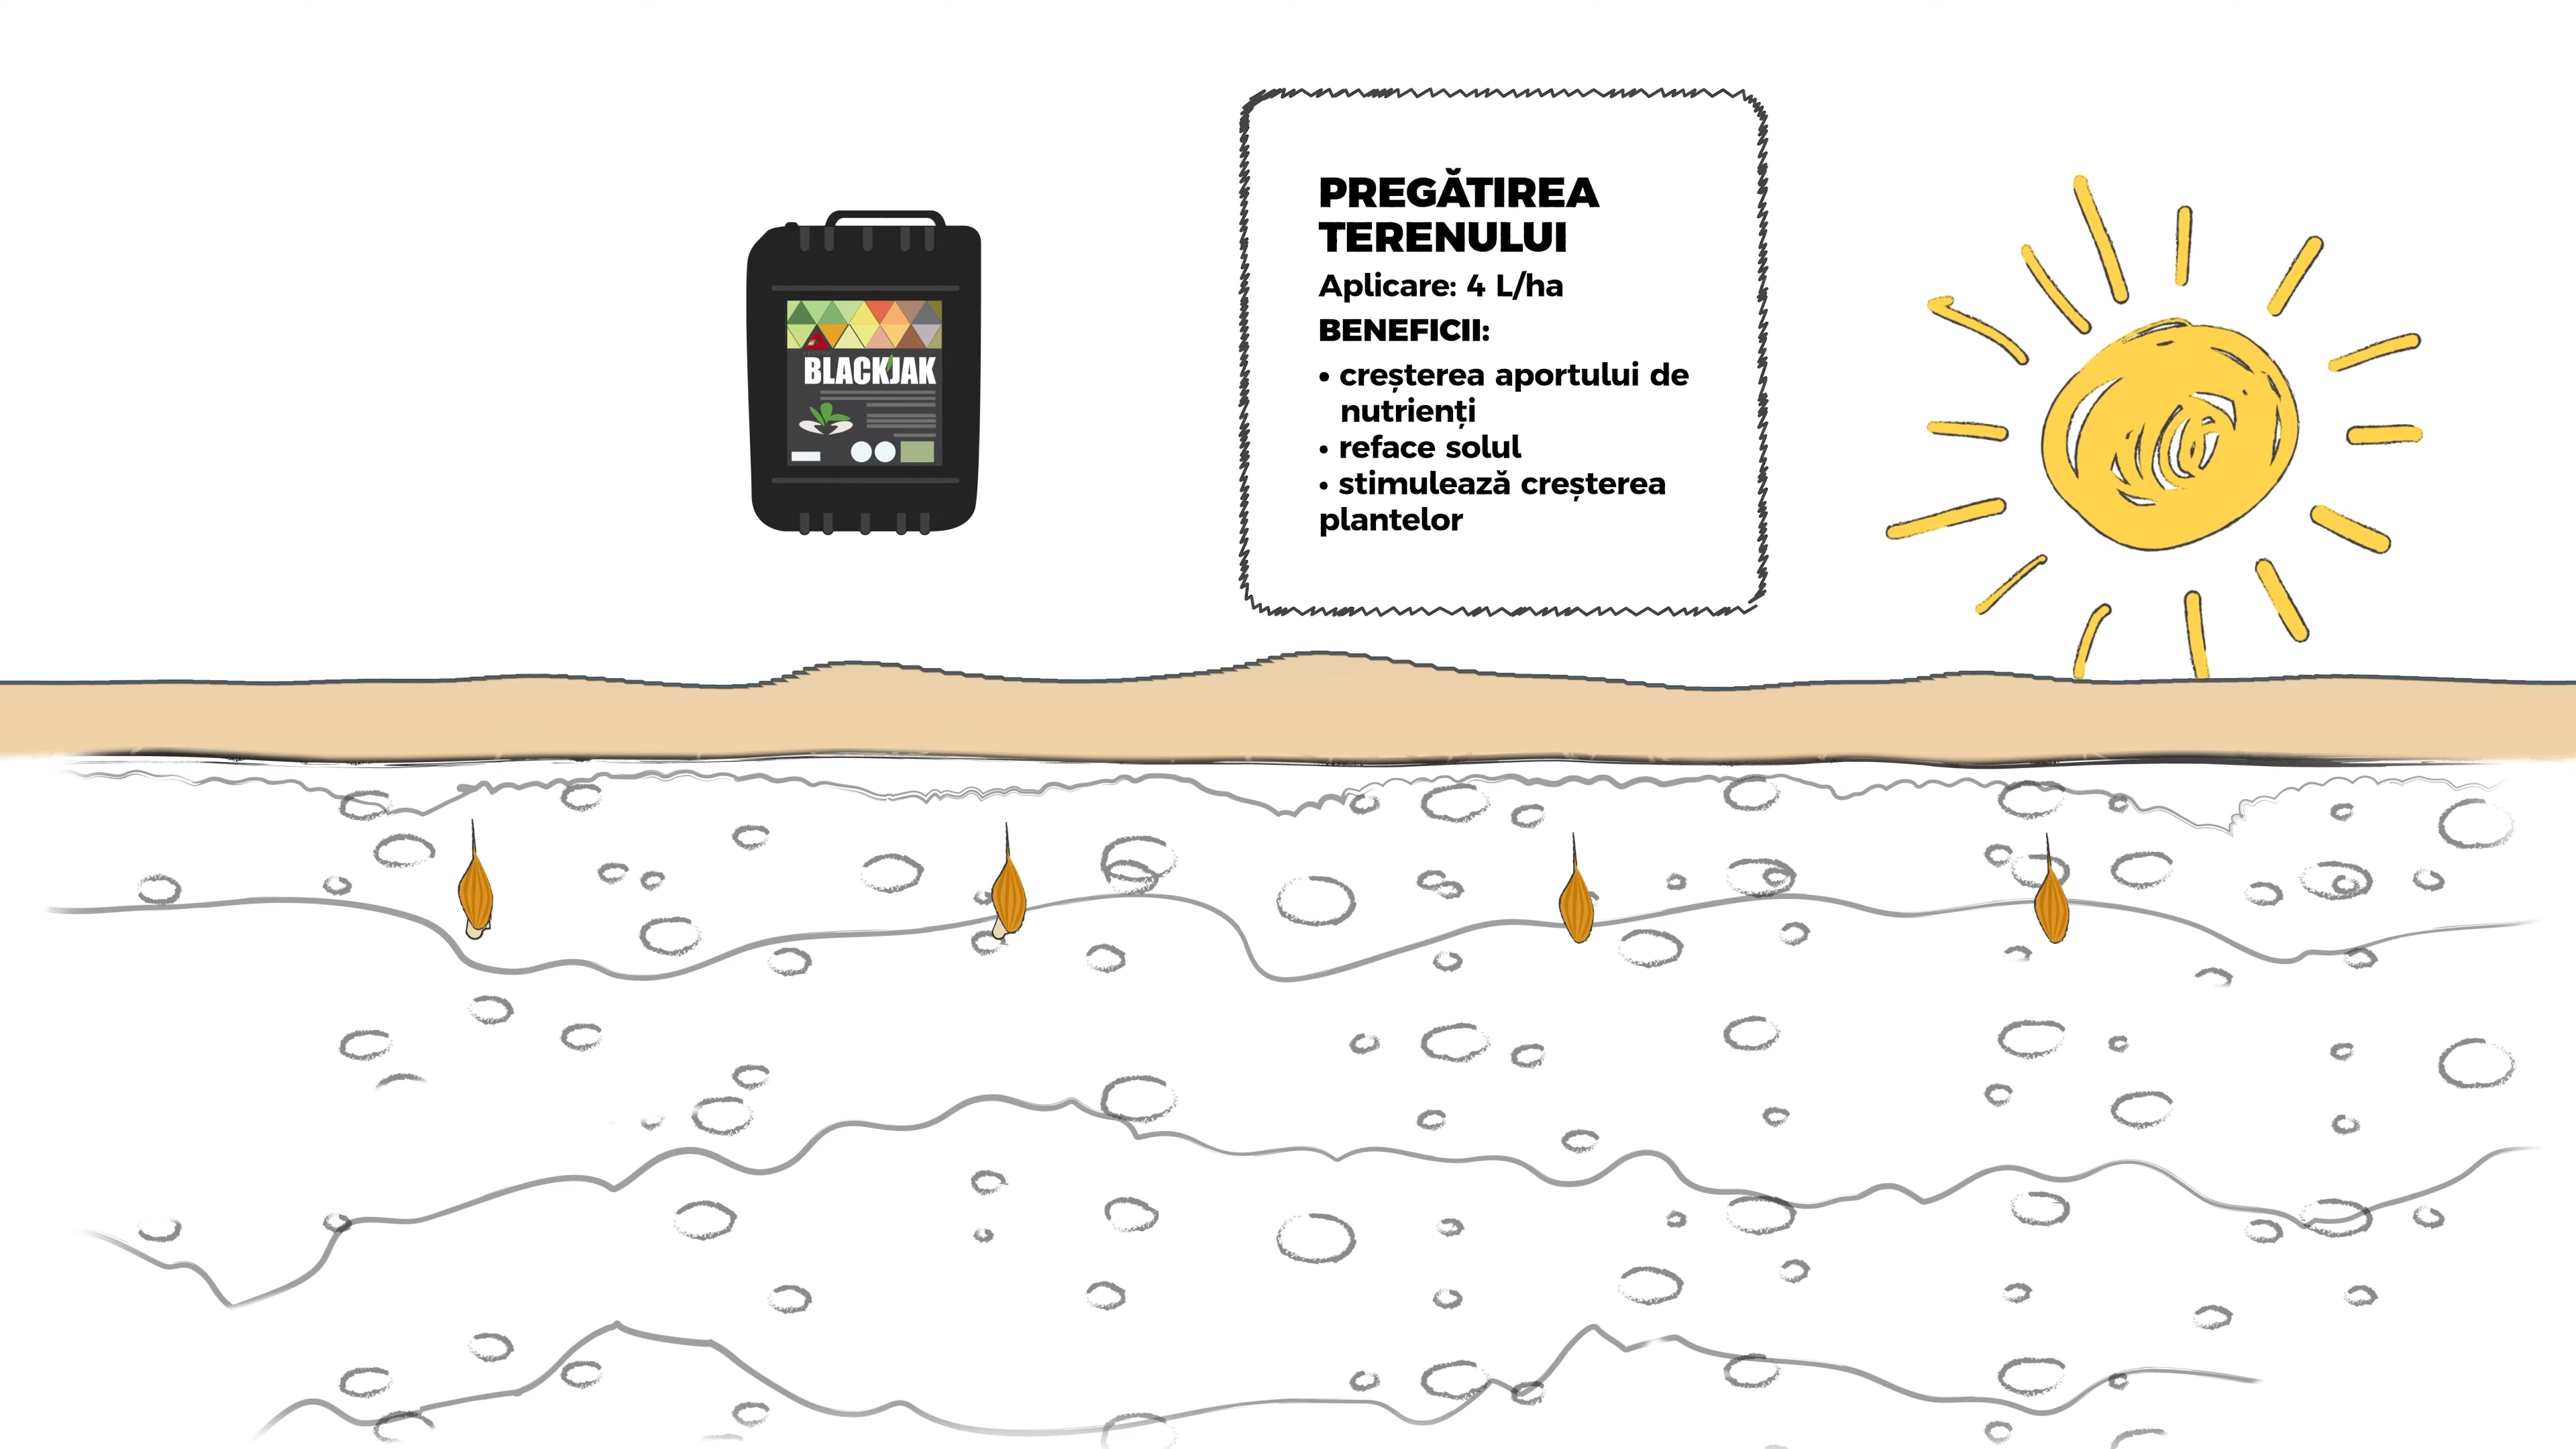 BLACKJAK
PREGĂTIREA
TERENULUI
Aplicare: 4 L/ha
BENEFICII:
• creșterea aportului de
nutrienți
• reface solul
• stimulează creșterea
plantelor